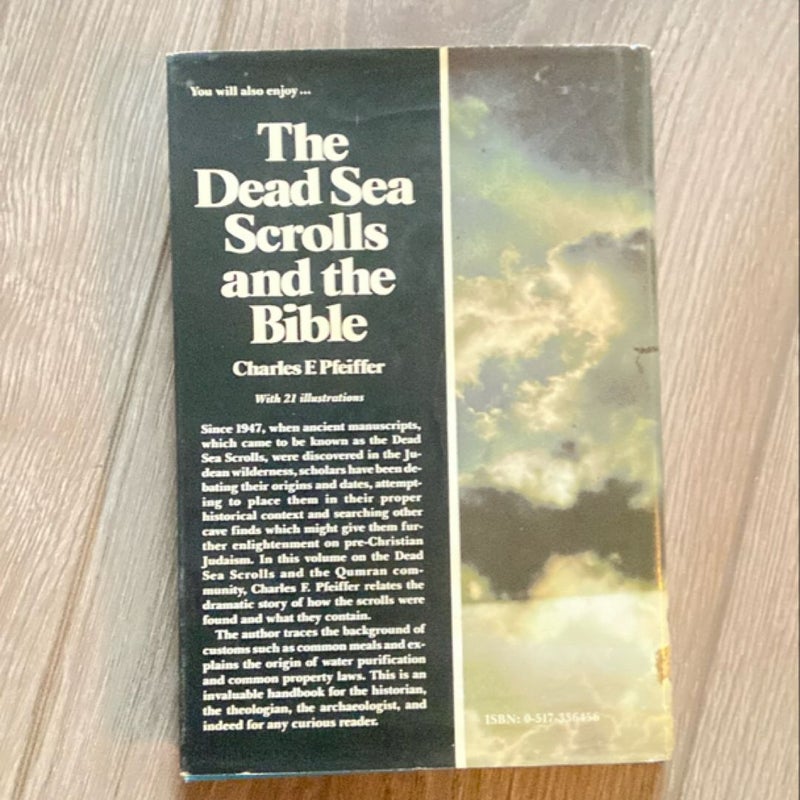 You will also enjoy...
The
Dead Sea
Scrolls
and the
Bible
Charles F. Pfeiffer
With 21 illustrations
Since 1947, when ancient manuscripts,
which came to be known as the Dead
Sea Scrolls, were discovered in the Ju-
dean wilderness, scholars have been de-
bating their origins and dates, attempt-
ing to place them in their proper
historical context and searching other
cave finds which might give them fur-
ther enlightenment on pre-Christian
Judaism. In this volume on the Dead
Sea Scrolls and the Qumran com-
munity, Charles F. Pfeiffer relates the
dramatic story of how the scrolls were
found and what they contain.
The author traces the background of
customs such as common meals and ex-
plains the origin of water purification
and common property laws. This is an
invaluable handbook for the historian,
the theologian, the archaeologist, and
indeed for any curious reader.
ISBN: 0-517-336456